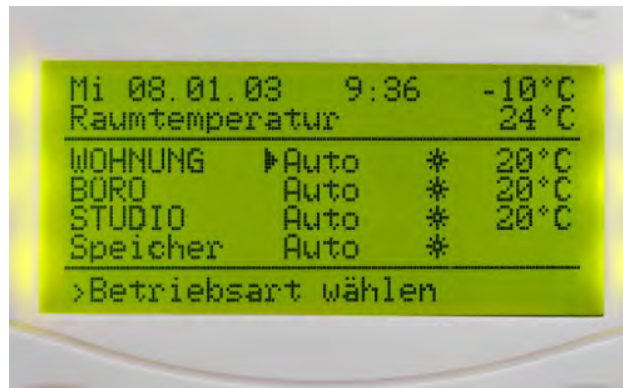 Mi 08.01.03 9:36 -10°C
Raumtemperatur 24°C
WOHNUNG Auto ☀ 20°C
BÜRO Auto ☀ 20°C
STUDIO Auto ☀ 20°C
Speicher Auto ☀
>Betriebsart wählen